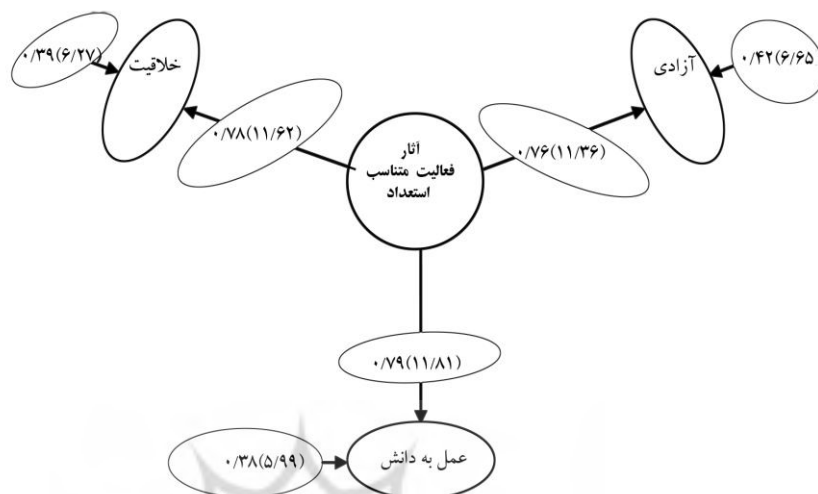 ۰/۳۹(۶/۲۷)
خلاقیت
آزادی
۰/۴۲(۶/۶۵)
۰/۷۸(۱۱/۶۲)
آثار
فعالیت متناسب
استعداد
۰/۷۶(۱۱/۳۶)
۰/۷۹(۱۱/۸۱)
عمل به دانش
۰/۳۸(۵/۹۹)